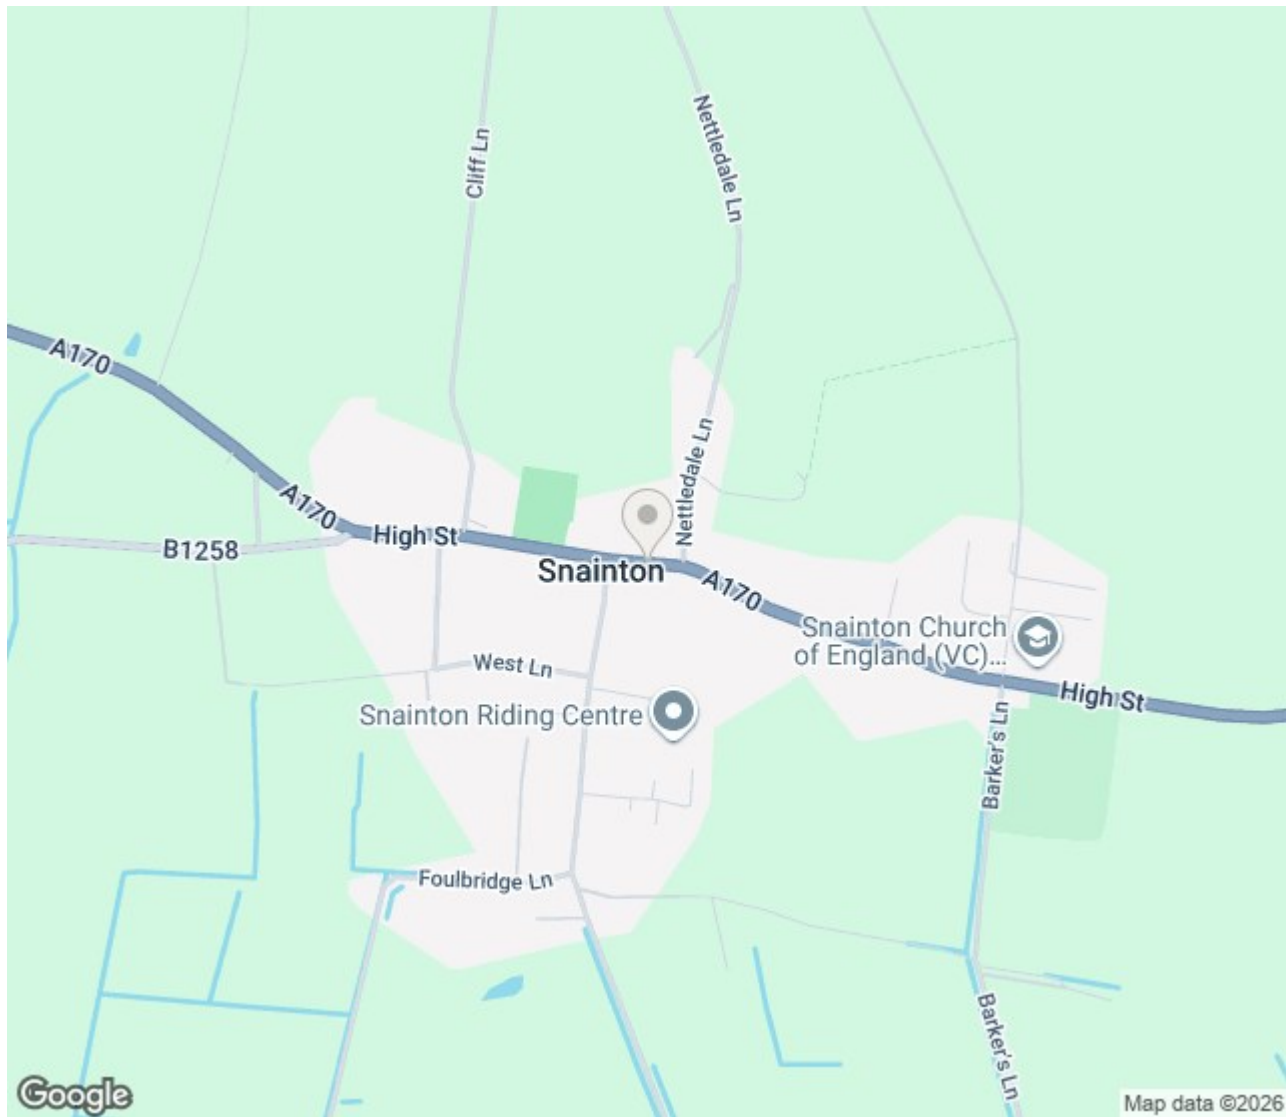 Nettledale Ln
Cliff Ln
A170
Nettledale Ln
A170
High St
B1258
Snainton
A170
Snainton Church
of England (VC)...
West Ln
High St
Snainton Riding Centre
Barker's Ln
Foulbridge Ln
Barker's Ln
Google
Map data ©2026